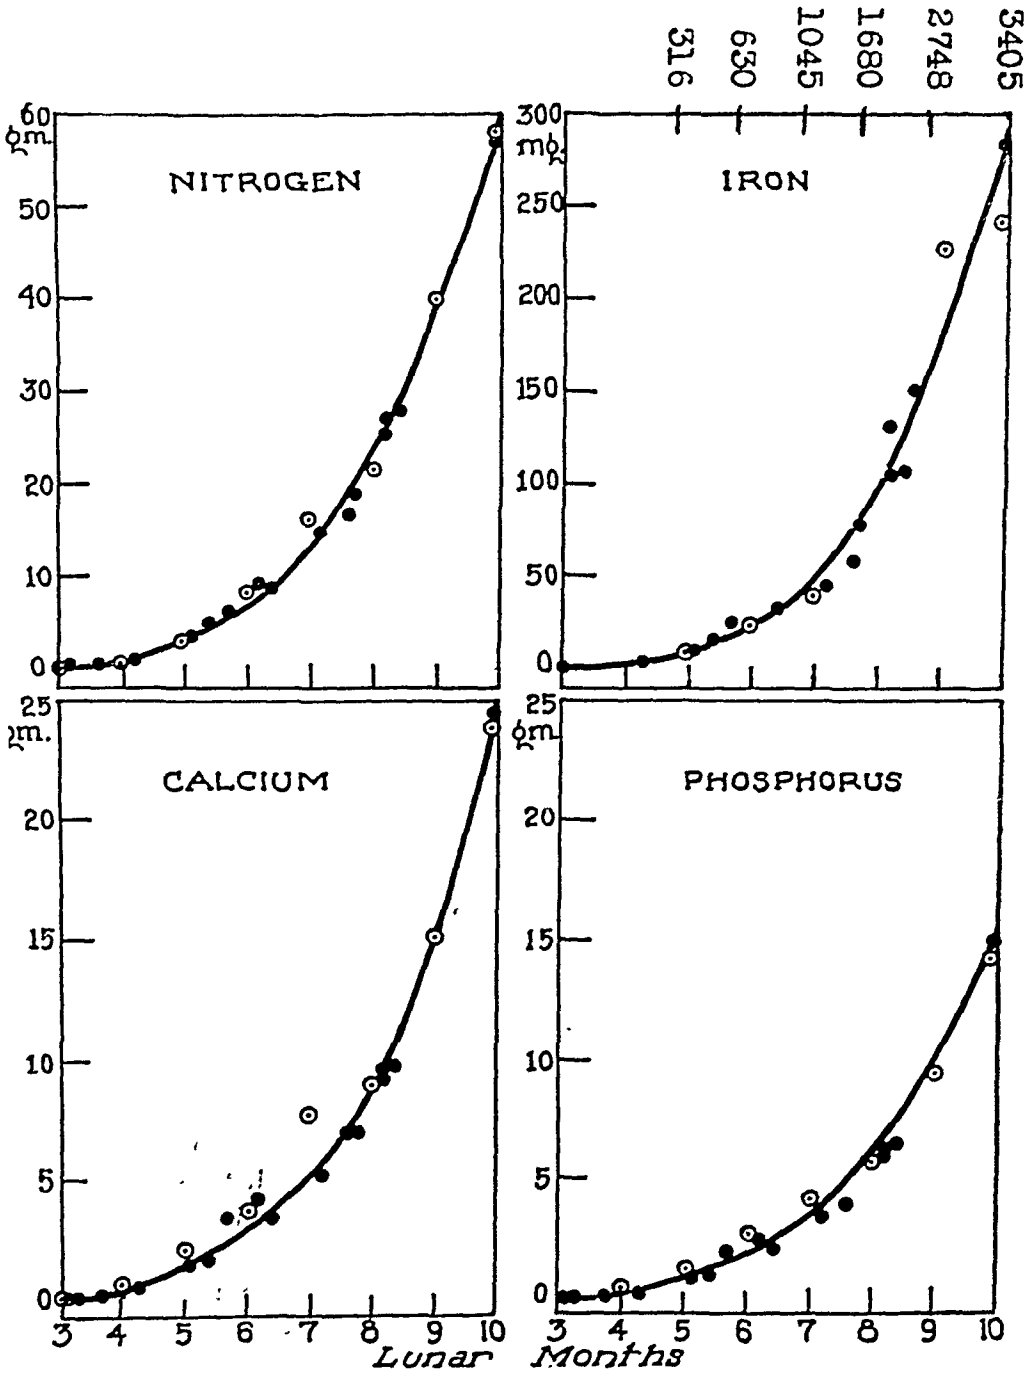 316 630 1045 1680 2748 3405
60 300
gm. mg.
NITROGEN IRON
50 250
40 200
30 150
20 100
10 50
0 0
25 25
gm. gm
CALCIUM PHOSPHORUS
20 20
15 15
10 10
5 5
0 0
3 4 5 6 7 8 9 10 3 4 5 6 7 8 9 10
Lunar Months